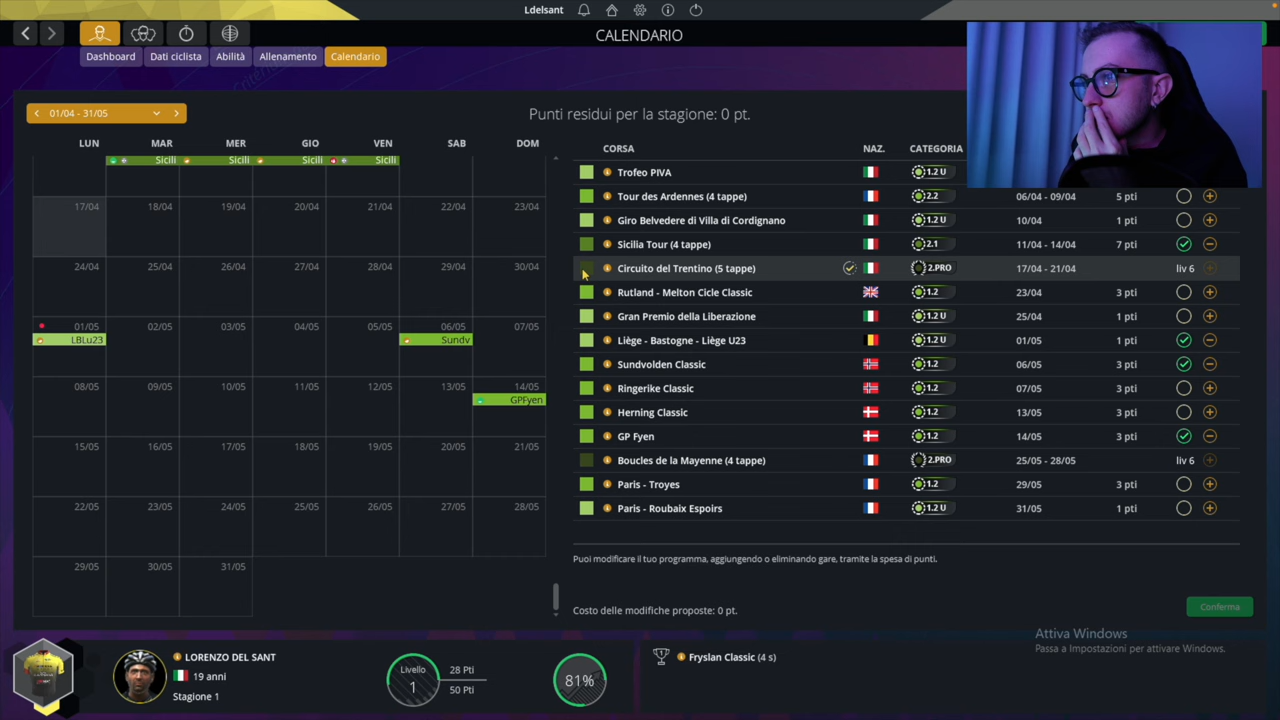 Ldelsant
CALENDARIO
Dashboard Dati ciclista Abilità Allenamento Calendario
01/04 - 31/05
Punti residui per la stagione: 0 pt.
LUN MAR MER GIO VEN SAB DOM
Sicili Sicili Sicili Sicili
17/04 18/04 19/04 20/04 21/04 22/04 23/04
24/04 25/04 26/04 27/04 28/04 29/04 30/04
01/05 02/05 03/05 04/05 05/05 06/05 07/05
LBLu23 Sundv
08/05 09/05 10/05 11/05 12/05 13/05 14/05
GPFyen
15/05 16/05 17/05 18/05 19/05 20/05 21/05
22/05 23/05 24/05 25/05 26/05 27/05 28/05
29/05 30/05 31/05
CORSA NAZ. CATEGORIA
Trofeo PIVA 1.2 U
Tour des Ardennes (4 tappe) 2.2 06/04 - 09/04 5 pti
Giro Belvedere di Villa di Cordignano 1.2 U 10/04 1 pti
Sicilia Tour (4 tappe) 2.1 11/04 - 14/04 7 pti
Circuito del Trentino (5 tappe) 2.PRO 17/04 - 21/04 liv 6
Rutland - Melton Cicle Classic 1.2 23/04 3 pti
Gran Premio della Liberazione 1.2 U 25/04 1 pti
Liège - Bastogne - Liège U23 1.2 U 01/05 1 pti
Sundvolden Classic 1.2 06/05 3 pti
Ringerike Classic 1.2 07/05 3 pti
Herning Classic 1.2 13/05 3 pti
GP Fyen 1.2 14/05 3 pti
Boucles de la Mayenne (4 tappe) 2.PRO 25/05 - 28/05 liv 6
Paris - Troyes 1.2 29/05 3 pti
Paris - Roubaix Espoirs 1.2 U 31/05 1 pti
Puoi modificare il tuo programma, aggiungendo o eliminando gare, tramite la spesa di punti.
Costo delle modifiche proposte: 0 pt.
Conferma
Attiva Windows
Passa a Impostazioni per attivare Windows.
LORENZO DEL SANT
19 anni
Stagione 1
Livello
1
28 Pti
50 Pti
81%
Fryslan Classic (4 s)